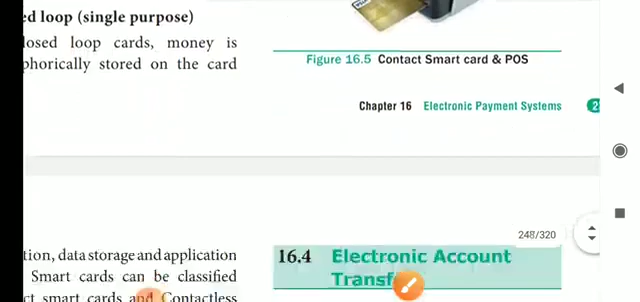 ed loop (single purpose)
losed loop cards, money is
phorically stored on the card
Figure 16.5 Contact Smart card & POS
Chapter 16 Electronic Payment Systems
248/320
tion, data storage and application
Smart cards can be classified
ct smart cards and Contactless
16.4 Electronic Account
Transf